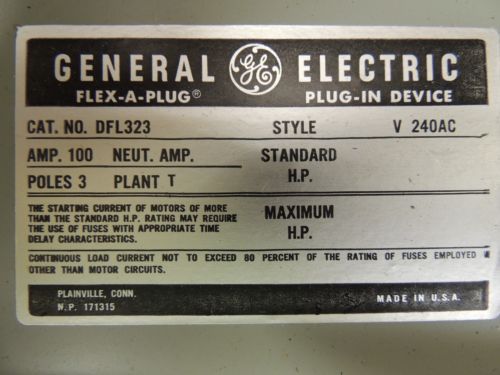 GENERAL GE ELECTRIC
FLEX-A-PLUG® PLUG-IN DEVICE
CAT. NO. DFL323 STYLE V 240AC
AMP. 100 NEUT. AMP. STANDARD
H.P.
POLES 3 PLANT T
THE STARTING CURRENT OF MOTORS OF MORE
THAN THE STANDARD H.P. RATING MAY REQUIRE
THE USE OF FUSES WITH APPROPRIATE TIME
DELAY CHARACTERISTICS.
MAXIMUM
H.P.
CONTINUOUS LOAD CURRENT NOT TO EXCEED 80 PERCENT OF THE RATING OF FUSES EMPLOYED
OTHER THAN MOTOR CIRCUITS.
PLAINVILLE, CONN.
N.P. 171315
MADE IN U.S.A.